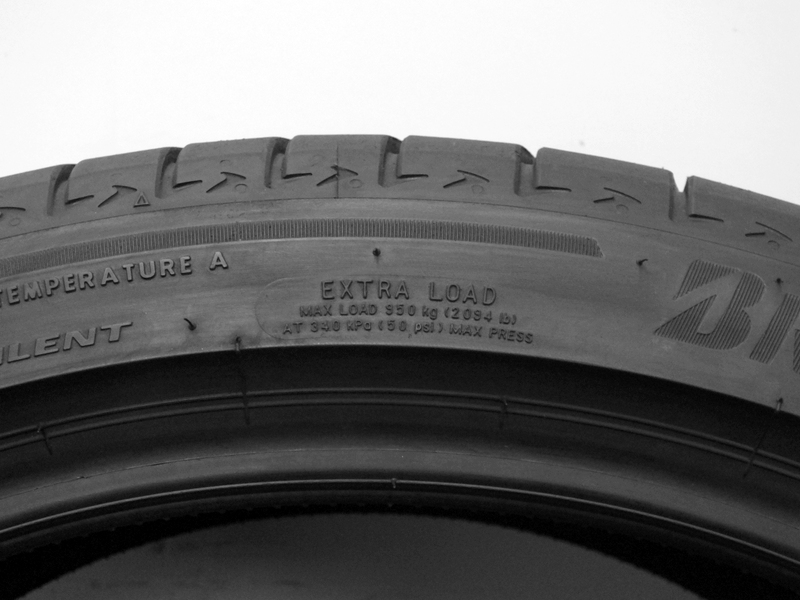 TEMPERATURE A
EXTRA LOAD
MAX LOAD 950 kg (2094 lb)
AT 340 kPa (50 psi) MAX PRESS